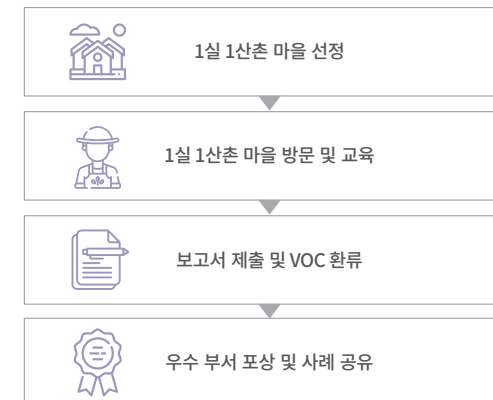 1실 1산촌 마을 선정
1실 1산촌 마을 방문 및 교육
보고서 제출 및 VOC 환류
우수 부서 포상 및 사례 공유